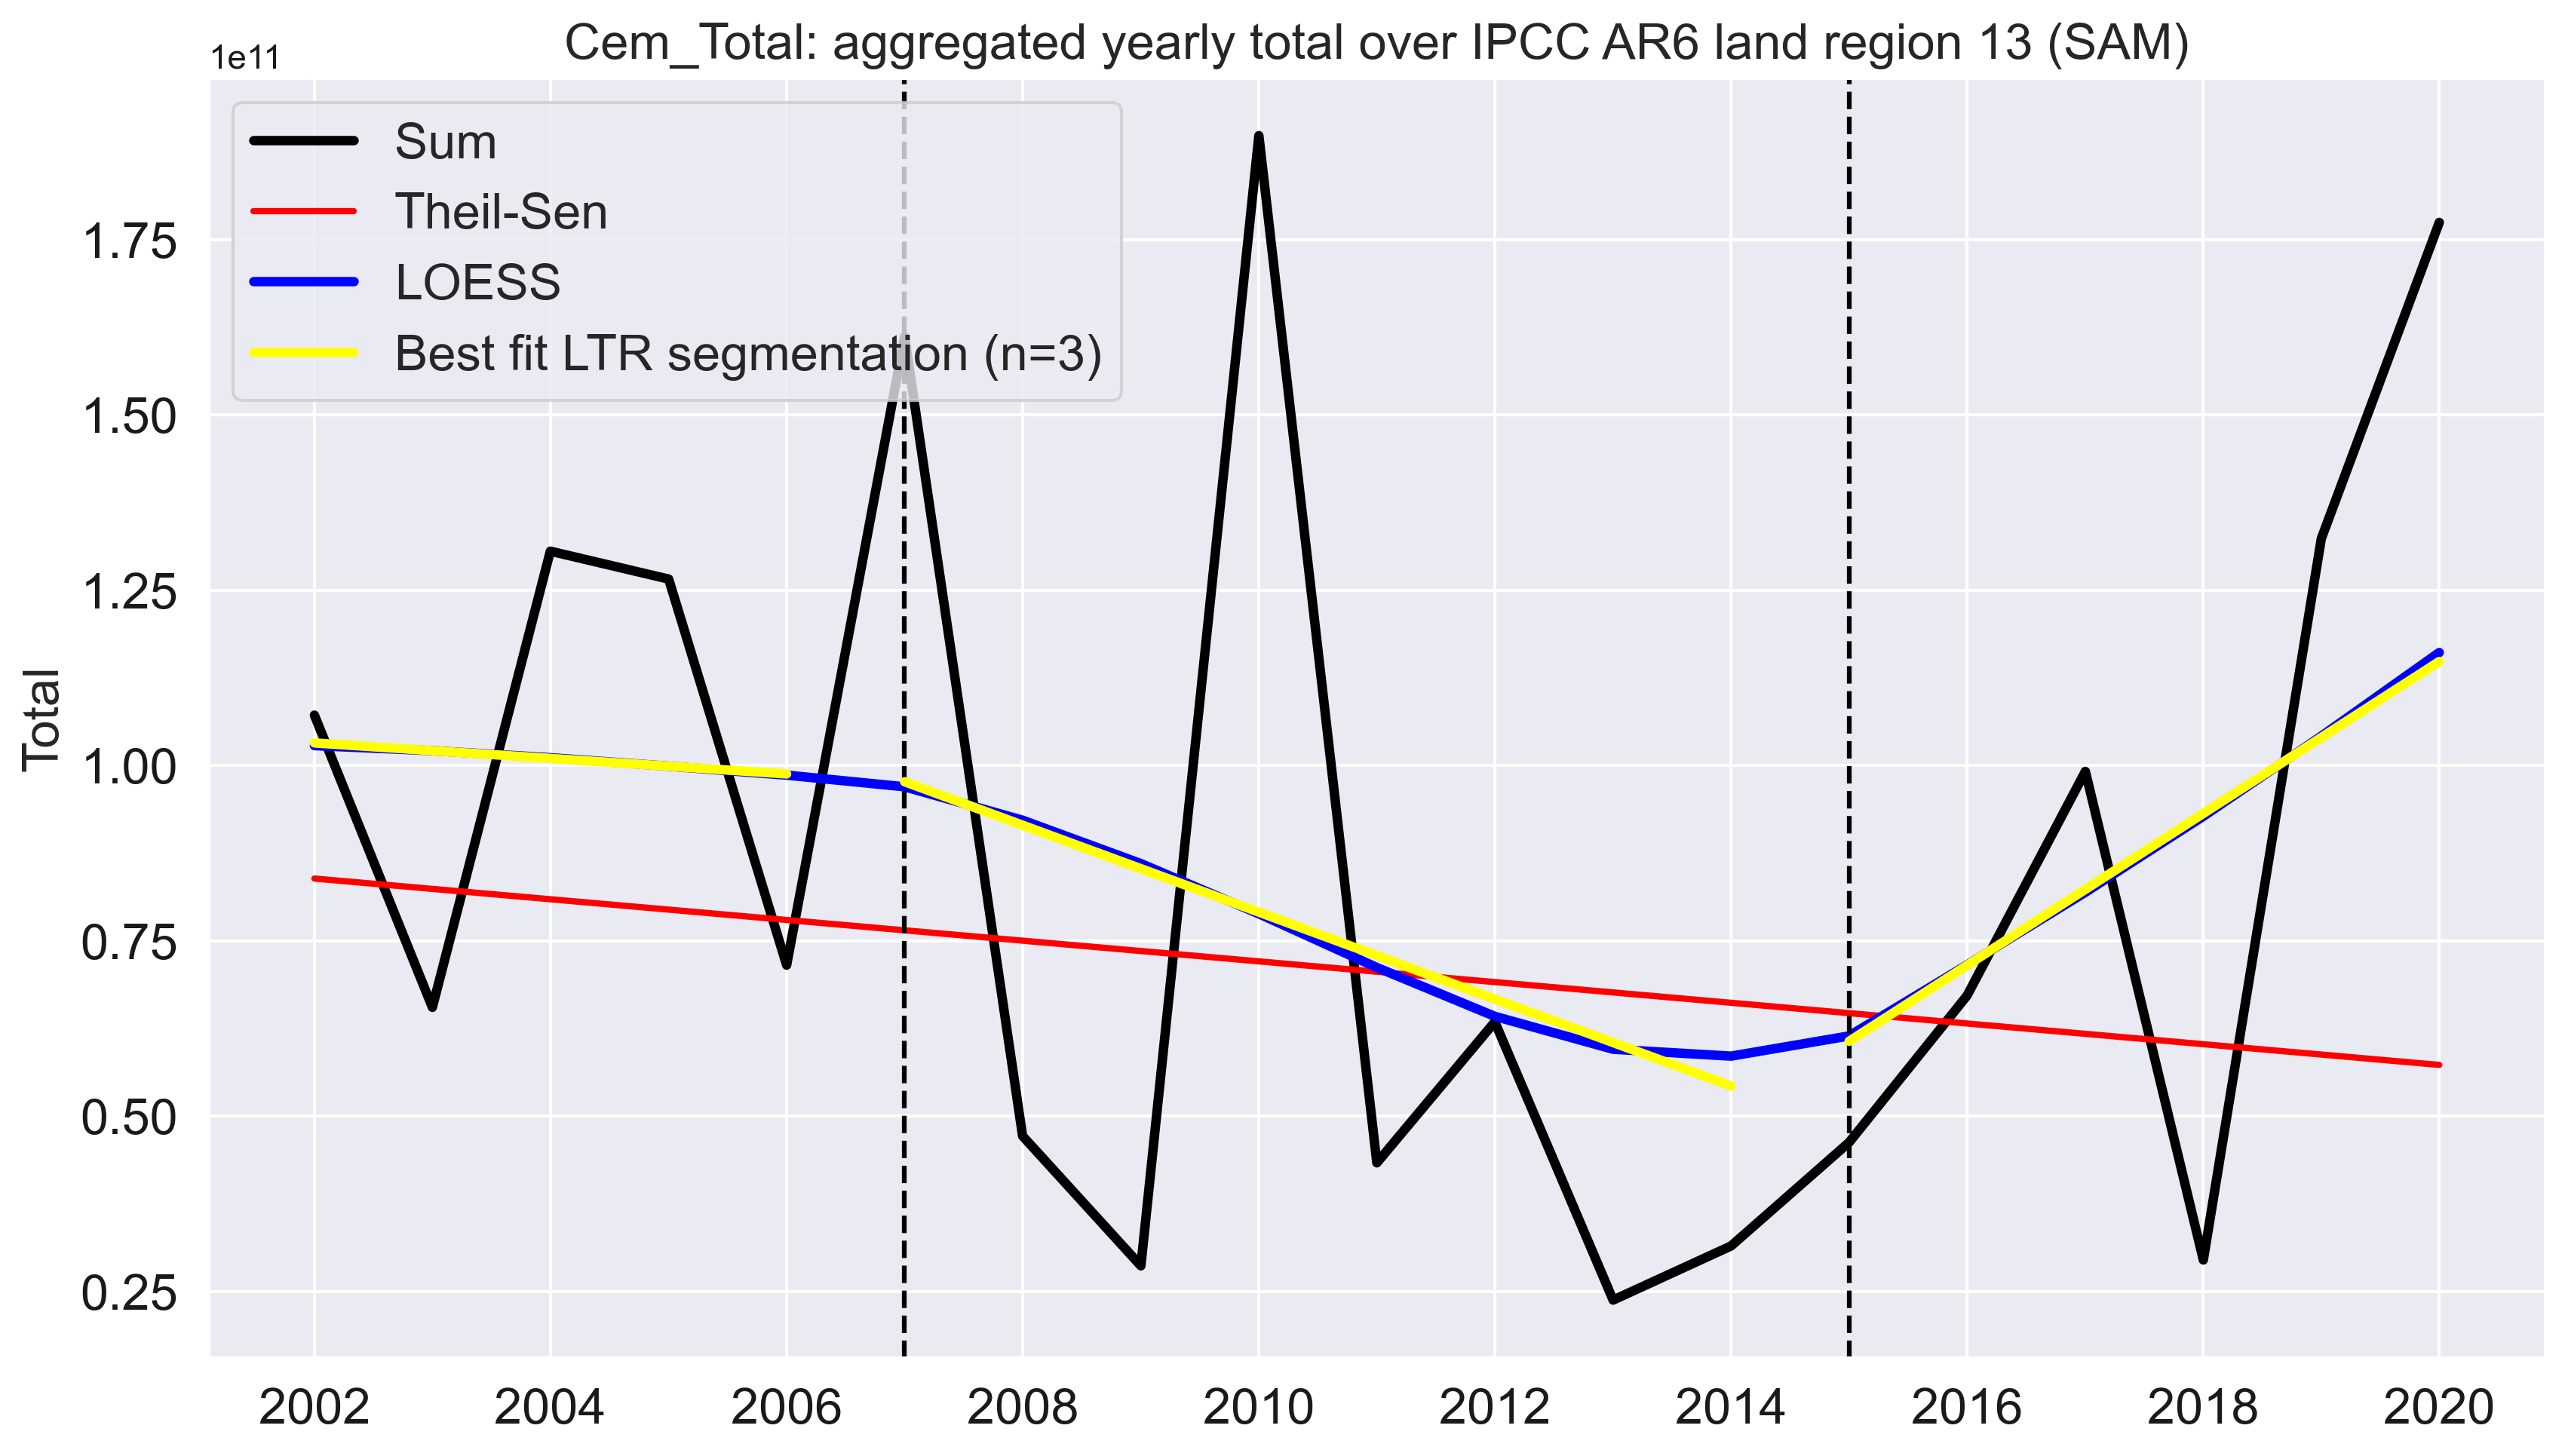 Cem_Total: aggregated yearly total over IPCC AR6 land region 13 (SAM)
1e11
Sum
Theil-Sen
LOESS
Best fit LTR segmentation (n=3)
Total
1.75
1.50
1.25
1.00
0.75
0.50
0.25
2002 2004 2006 2008 2010 2012 2014 2016 2018 2020